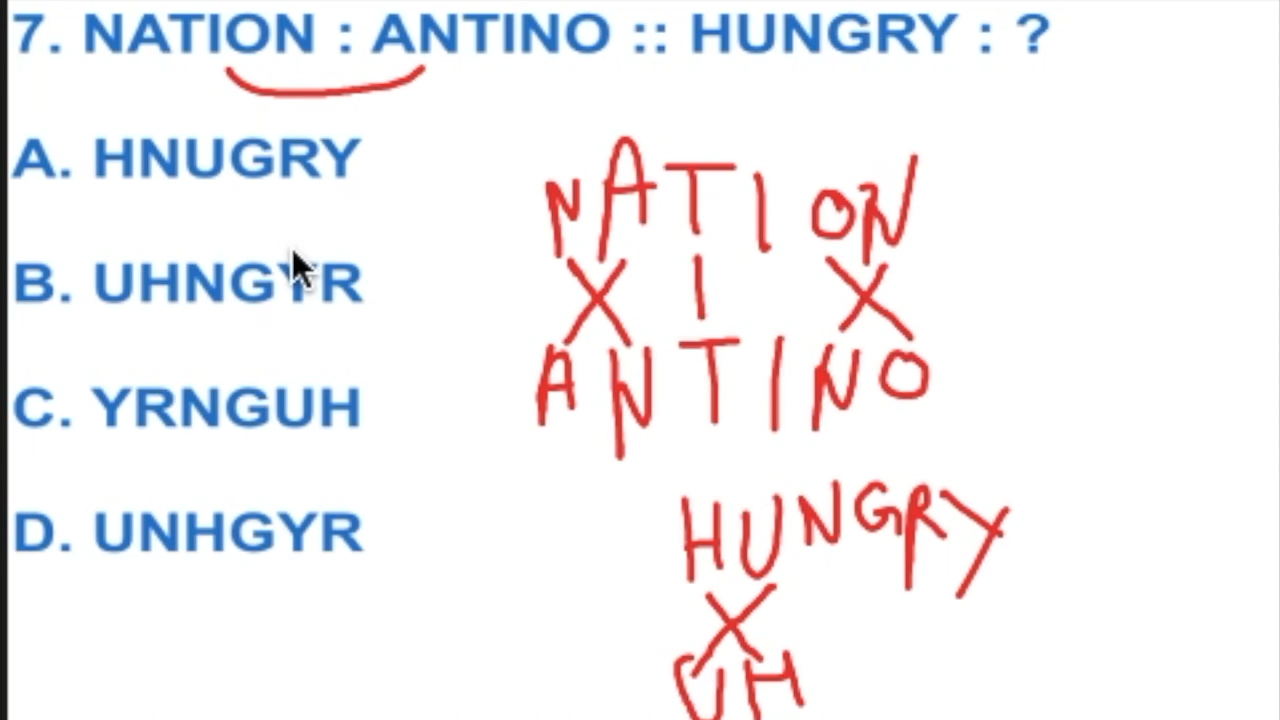 7. NATION : ANTINO :: HUNGRY : ?
A. HNUGRY
B. UHNGYR
C. YRNGUH
D. UNHGYR
NATION
ANTINO
HUNGRY
UH